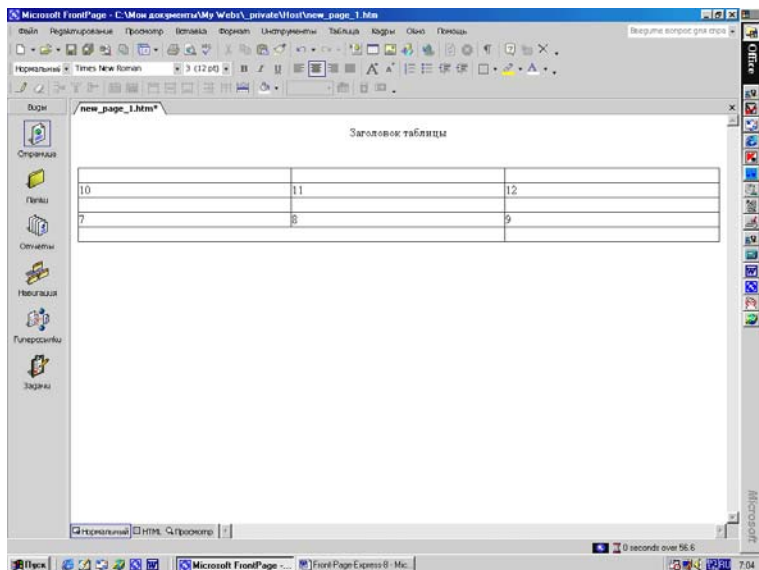 Microsoft FrontPage - C:\Мои документы\My Webs\_private\Host\new_page_1.htm
Файл Редактирование Просмотр Вставка Формат Инструменты Таблица Кадры Окно Помощь
Нормальный Times New Roman 3 (12 pt)
Виды new_page_1.htm*
Office
Заголовок таблицы
Страница
10 11 12
Папки
7 8 9
Отчеты
Навигация
Гиперссылки
Задачи
Microsoft
Нормальный HTML Просмотр
0 seconds over 56.6
Пуск Microsoft FrontPage -... Front-Page-Express-8 - Mic... 7:04